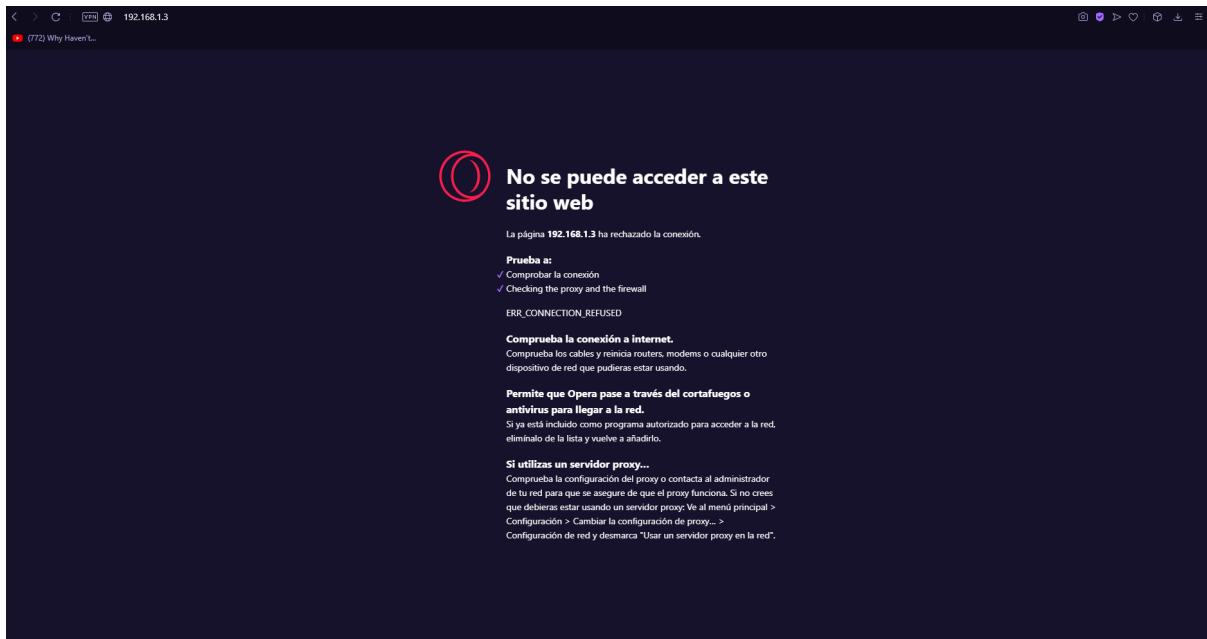 VPN
192.168.1.3
(772) Why Haven't...
No se puede acceder a este
sitio web
La página 192.168.1.3 ha rechazado la conexión.
Prueba a:
Comprobar la conexión
Checking the proxy and the firewall
ERR_CONNECTION_REFUSED
Comprueba la conexión a internet.
Comprueba los cables y reinicia routers, modems o cualquier otro
dispositivo de red que pudieras estar usando.
Permite que Opera pase a través del cortafuegos o
antivirus para llegar a la red.
Si ya está incluido como programa autorizado para acceder a la red,
elimínalo de la lista y vuelve a añadirlo.
Si utilizas un servidor proxy...
Comprueba la configuración del proxy o contacta al administrador
de tu red para que se asegure de que el proxy funciona. Si no crees
que debieras estar usando un servidor proxy: Ve al menú principal >
Configuración > Cambiar la configuración de proxy... >
Configuración de red y desmarca "Usar un servidor proxy en la red".